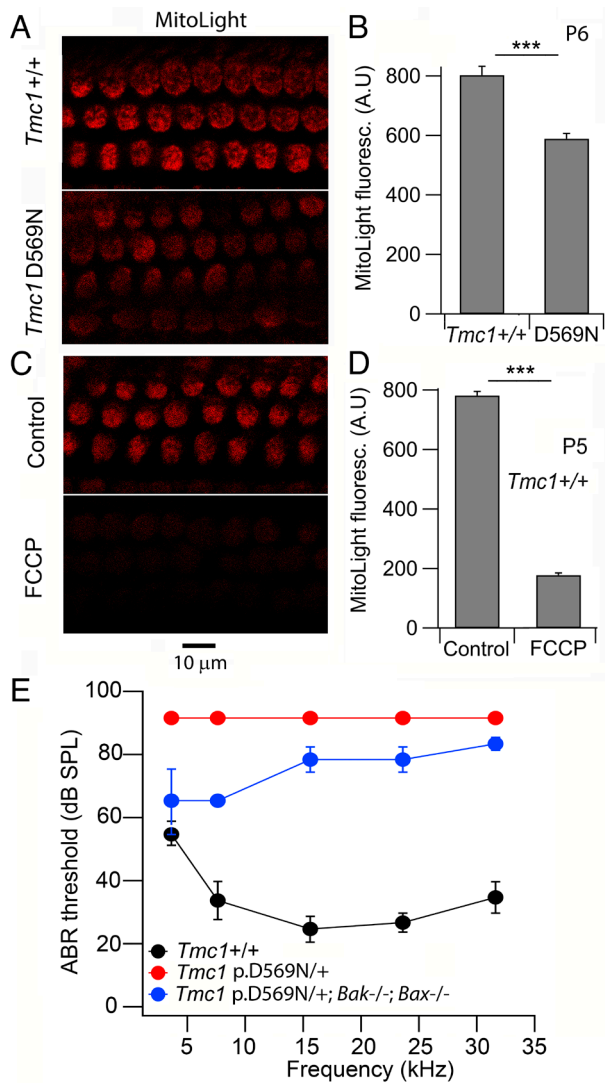 A
MitoLight
Tmc1+/+
Tmc1 D569N
B
P6
***
MitoLight fluoresc. (A.U)
800
600
400
200
0
Tmc1+/+
D569N
C
Control
FCCP
10 µm
D
***
P5
Tmc1+/+
MitoLight fluoresc. (A.U)
800
600
400
200
0
Control
FCCP
E
ABR threshold (dB SPL)
100
80
60
40
20
0
Tmc1+/+
Tmc1 p.D569N/+
Tmc1 p.D569N/+; Bak-/-; Bax-/-
5 10 15 20 25 30 35
Frequency (kHz)